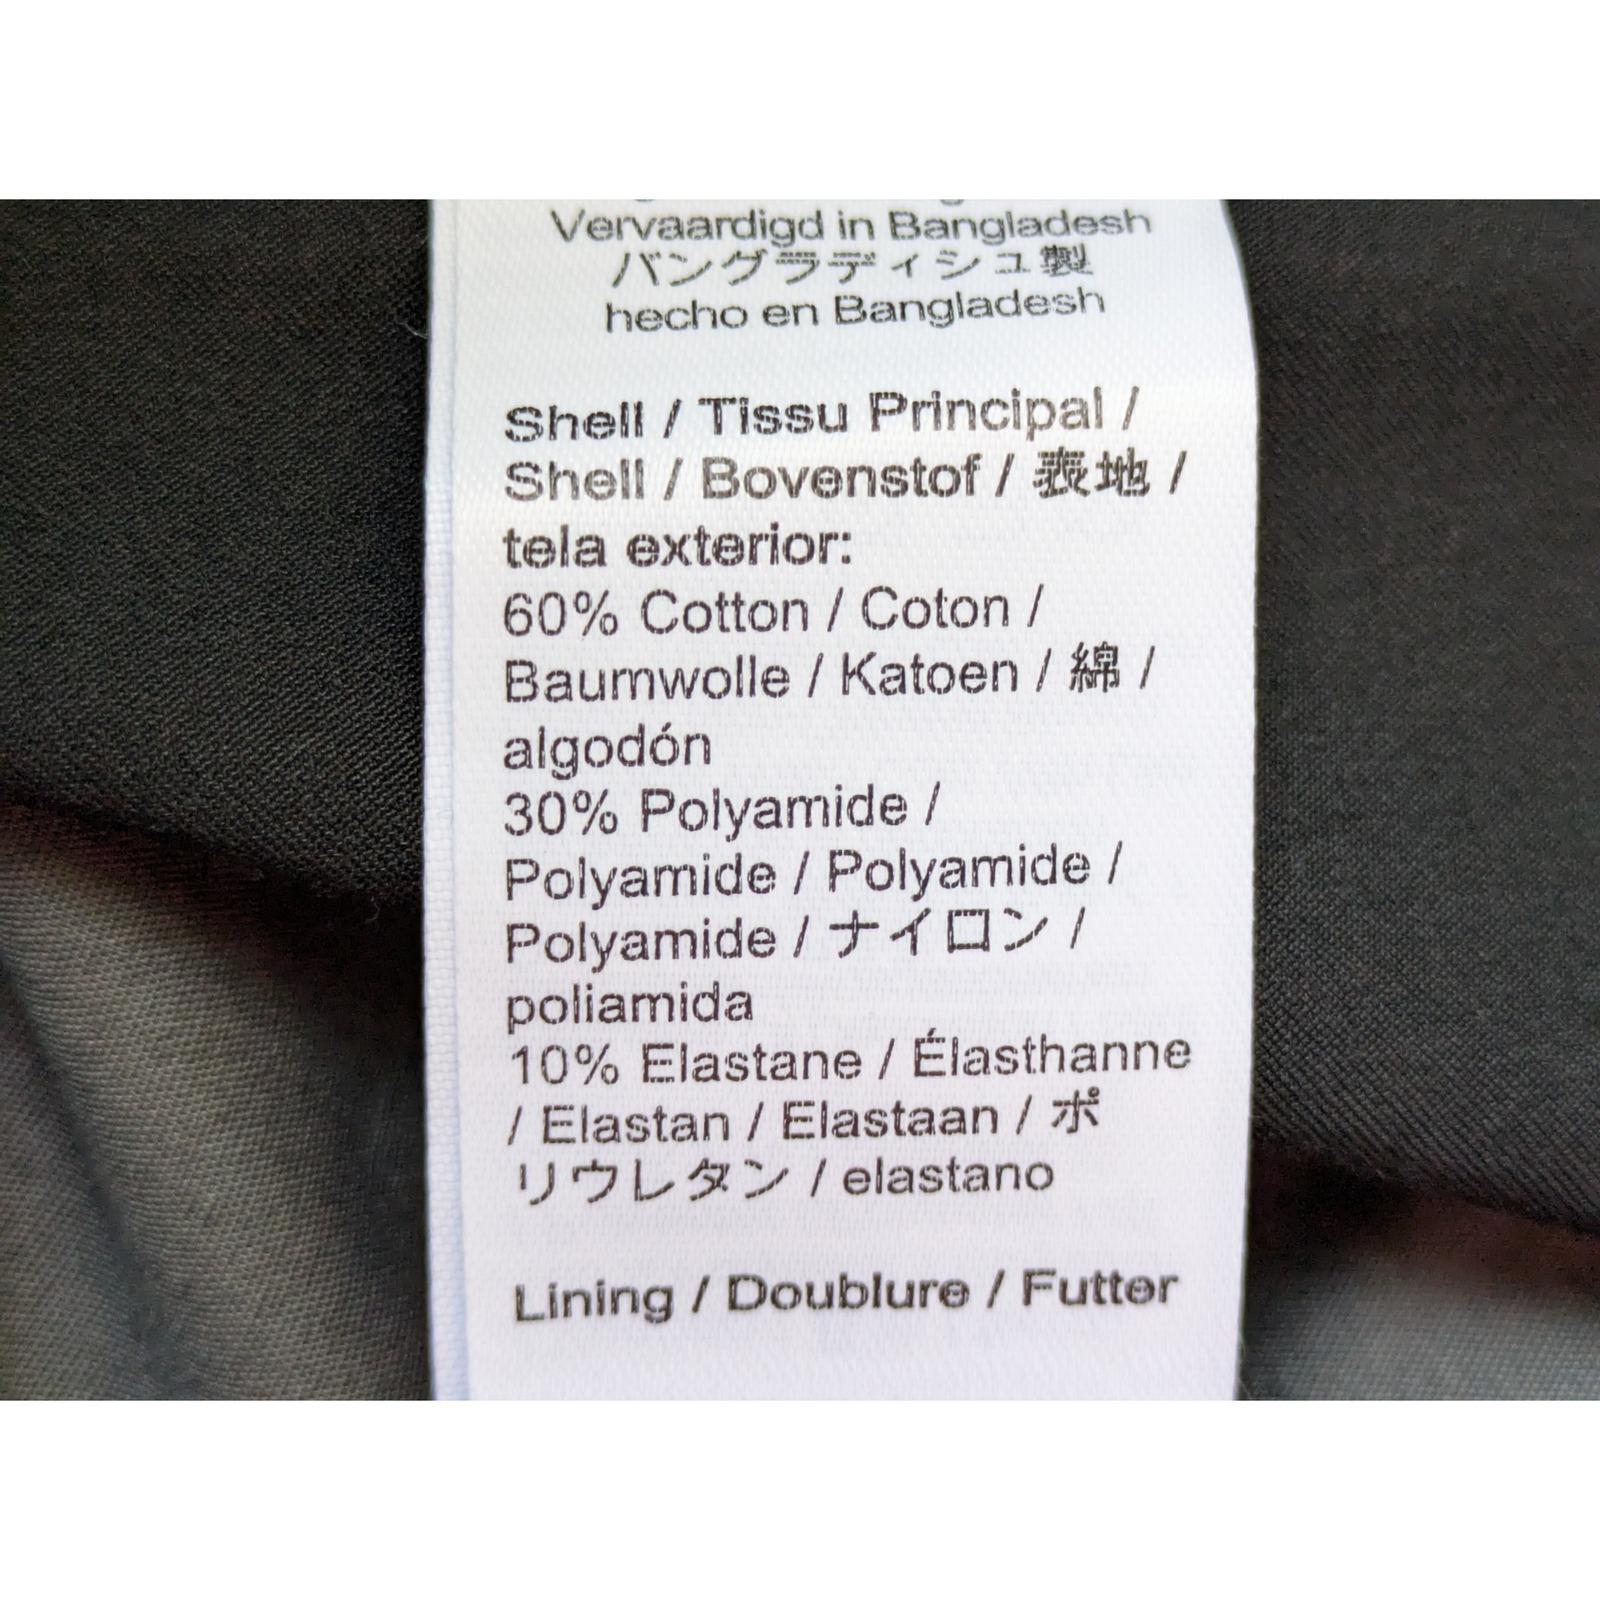 Vervaardigd in Bangladesh
バングラディシュ製
hecho en Bangladesh
Shell / Tissu Principal /
Shell / Bovenstof / 表地 /
tela exterior:
60% Cotton / Coton /
Baumwolle / Katoen / 綿 /
algodón
30% Polyamide /
Polyamide / Polyamide /
Polyamide / ナイロン /
poliamida
10% Elastane / Élasthanne
/ Elastan / Elastaan / ポ
リウレタン / elastano
Lining / Doublure / Futter